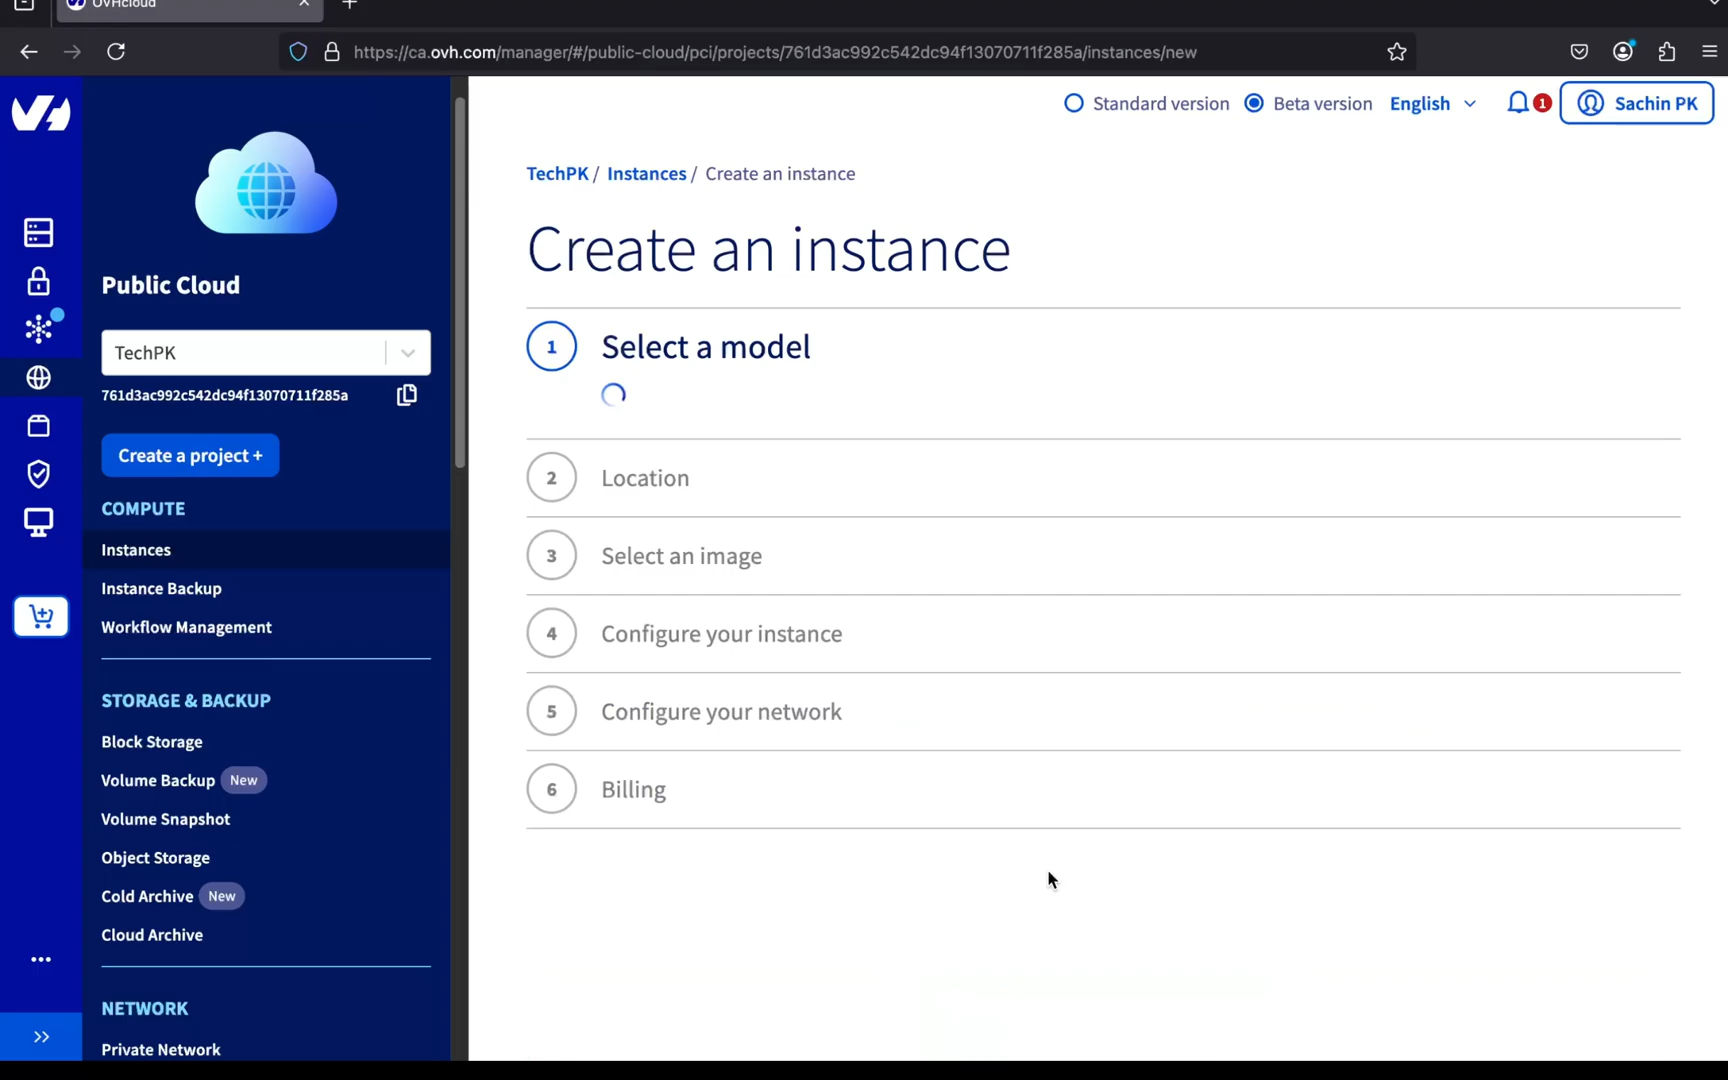 OVHcloud
https://ca.ovh.com/manager/#/public-cloud/pci/projects/761d3ac992c542dc94f13070711f285a/instances/new
Standard version
Beta version
English
1
Sachin PK
Public Cloud
TechPK
761d3ac992c542dc94f13070711f285a
Create a project +
COMPUTE
Instances
Instance Backup
Workflow Management
STORAGE & BACKUP
Block Storage
Volume Backup New
Volume Snapshot
Object Storage
Cold Archive New
Cloud Archive
NETWORK
Private Network
TechPK / Instances / Create an instance
Create an instance
1 Select a model
2 Location
3 Select an image
4 Configure your instance
5 Configure your network
6 Billing